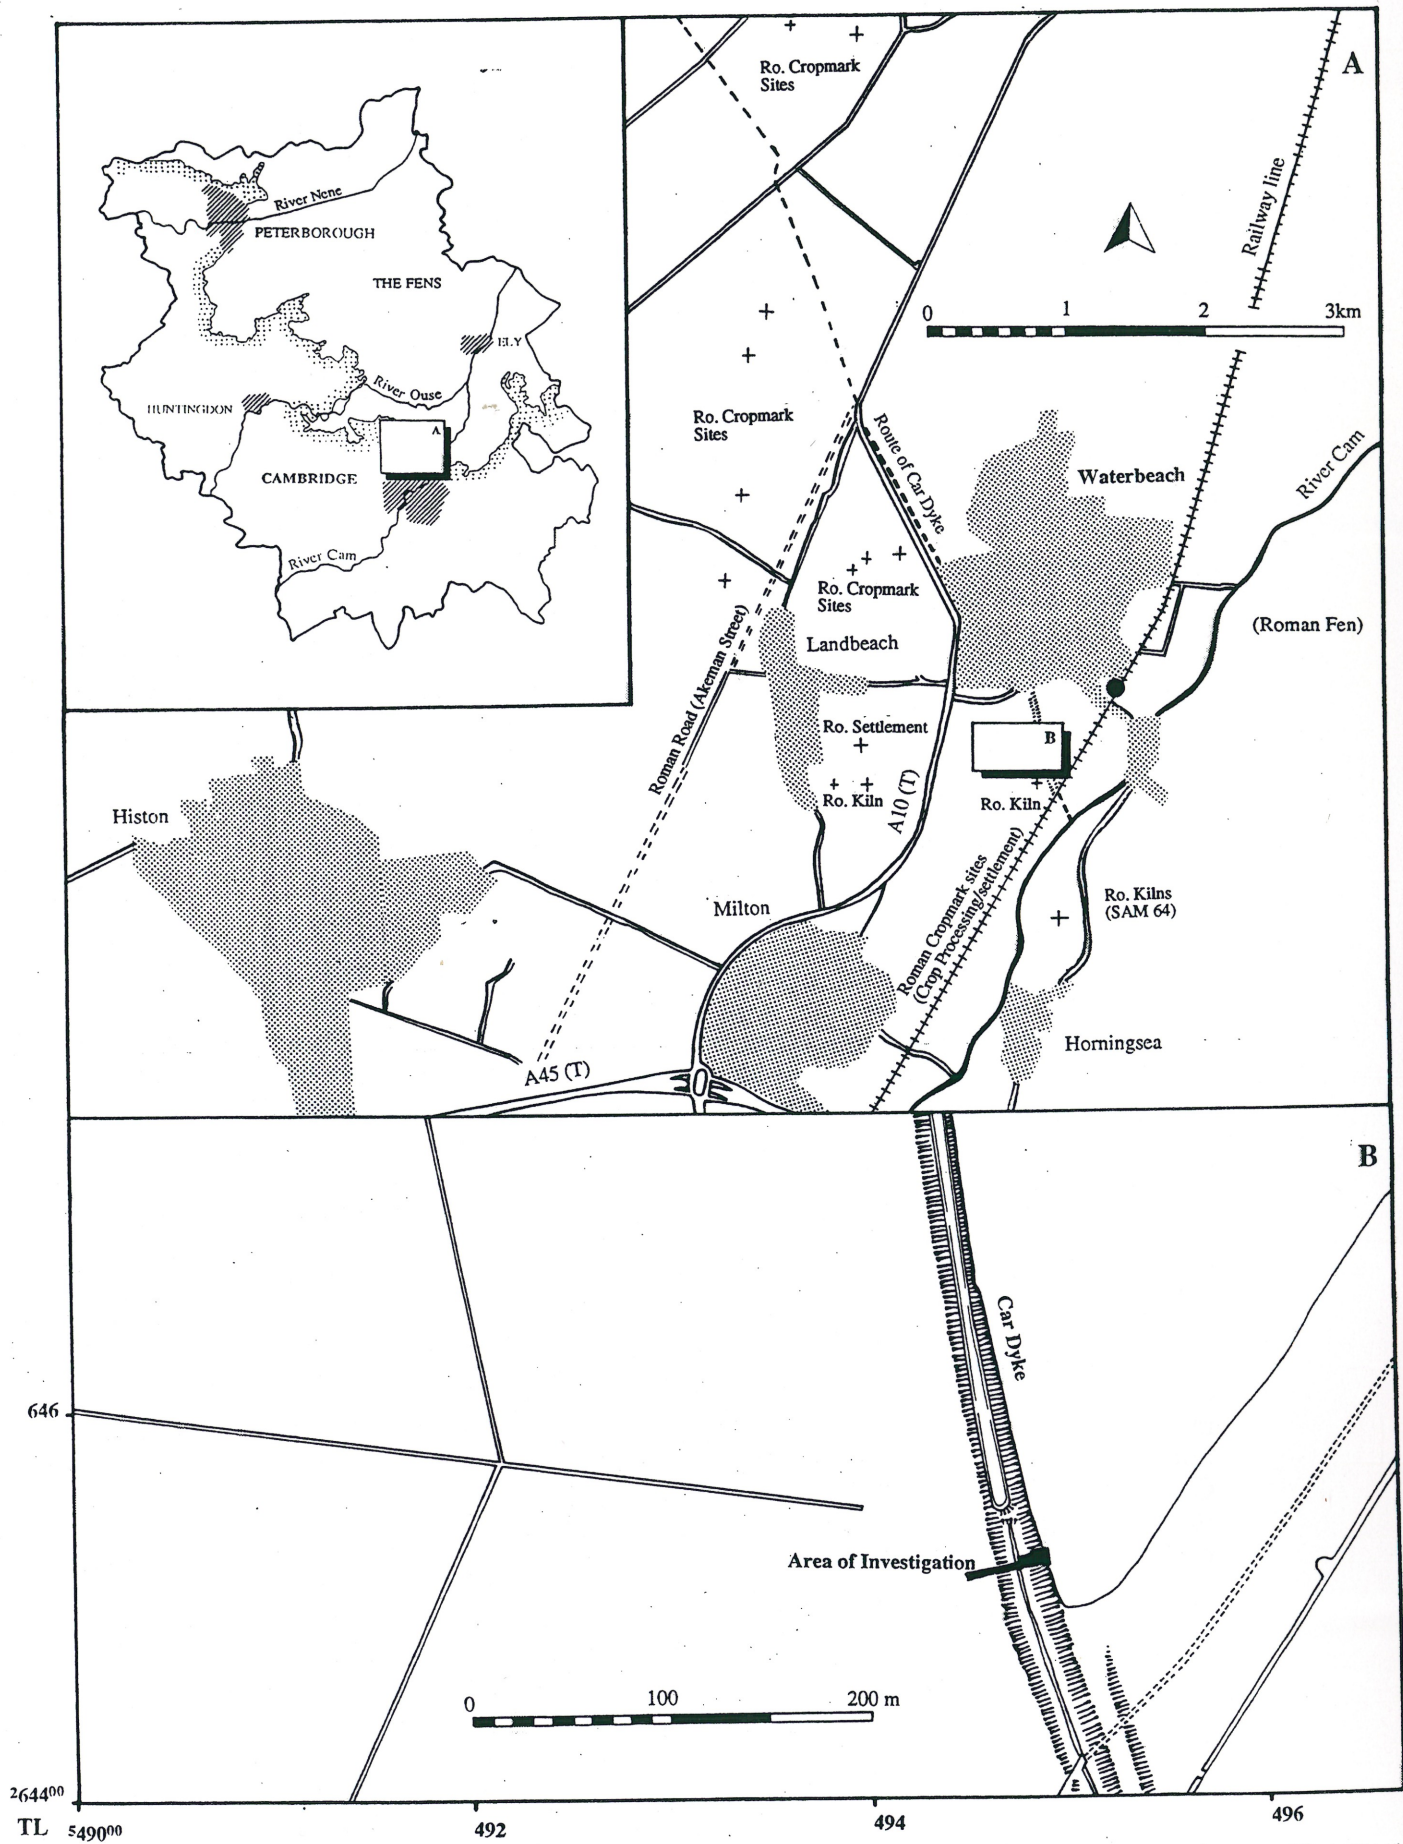 River Nene
PETERBOROUGH
THE FENS
ELY
River Ouse
HUNTINGDON
A
CAMBRIDGE
River Cam
A
Ro. Cropmark
Sites
Railway line
0 1 2 3km
Ro. Cropmark
Sites
Route of Car Dyke
Waterbeach
River Cam
Ro. Cropmark
Sites
(Roman Fen)
Landbeach
Roman Road (Akeman Street)
Ro. Settlement
B
Ro. Kiln
Ro. Kiln
A10 (T)
Histon
Milton
Roman Cropmark sites
(Crop Processing/settlement)
Ro. Kilns
(SAM 64)
Horningsea
A45 (T)
B
Car Dyke
646
Area of Investigation
0 100 200 m
264400
TL
549000
492
494
496